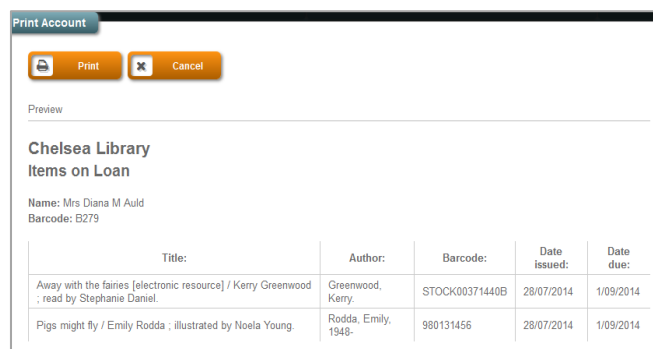 Print Account
Print Cancel
Preview
Chelsea Library
Items on Loan
Name: Mrs Diana M Auld
Barcode: B279
Title: Author: Barcode: Date issued: Date due:
Away with the fairies [electronic resource] / Kerry Greenwood
; read by Stephanie Daniel.
Greenwood,
Kerry.
STOCK00371440B
28/07/2014
1/09/2014
Pigs might fly / Emily Rodda ; illustrated by Noela Young.
Rodda, Emily,
1948-
980131456
28/07/2014
1/09/2014